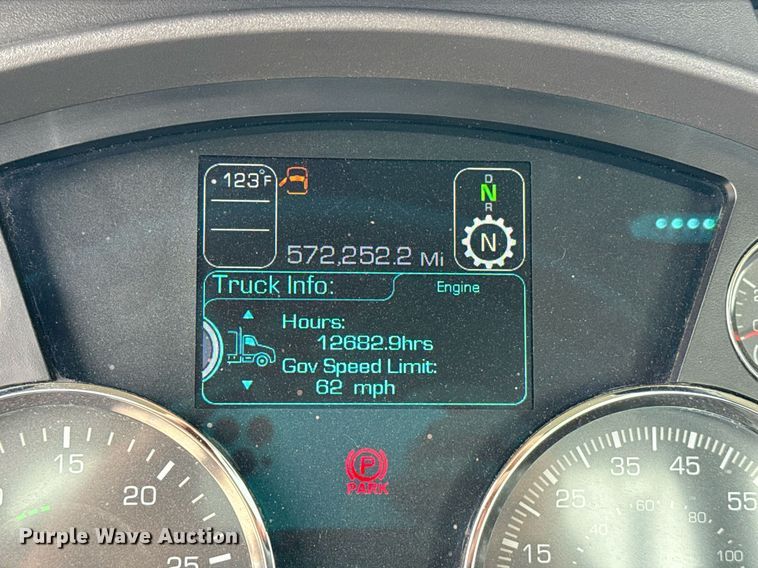 123°F
D
N
R
N
572,252.2 Mi
Truck Info:
Engine
Hours:
12682.9hrs
Gov Speed Limit:
62 mph
P
PARK
15
20
25
15
25
35
45
55
60
80
100
Purple Wave Auction